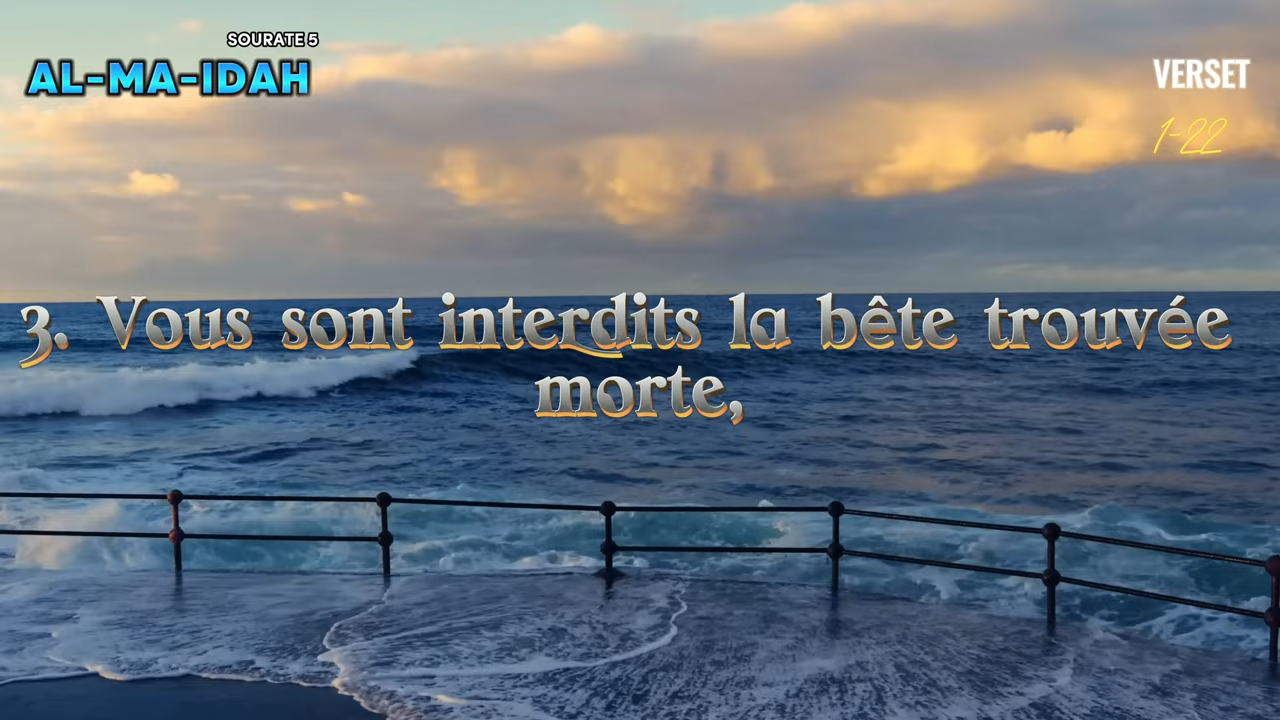 SOURATE 5
AL-MA-IDAH
VERSET
1-22
3. Vous sont interdits la bête trouvée
morte,